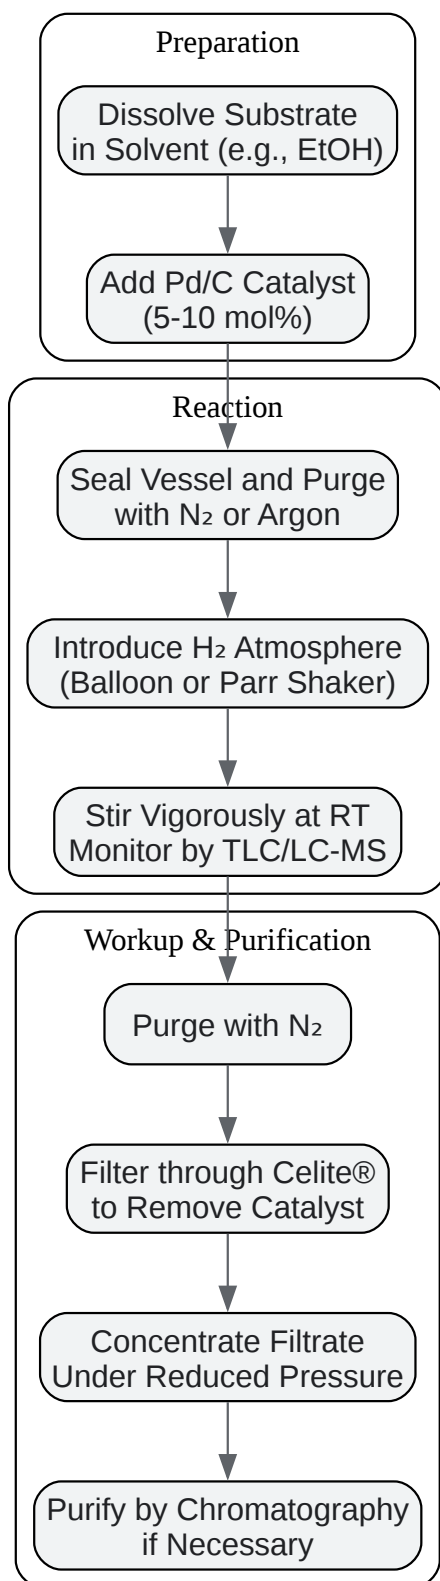 Preparation
Dissolve Substrate
in Solvent (e.g., EtOH)
Add Pd/C Catalyst
(5-10 mol%)
Reaction
Seal Vessel and Purge
with N₂ or Argon
Introduce H₂ Atmosphere
(Balloon or Parr Shaker)
Stir Vigorously at RT
Monitor by TLC/LC-MS
Workup & Purification
Purge with N₂
Filter through Celite®
to Remove Catalyst
Concentrate Filtrate
Under Reduced Pressure
Purify by Chromatography
if Necessary